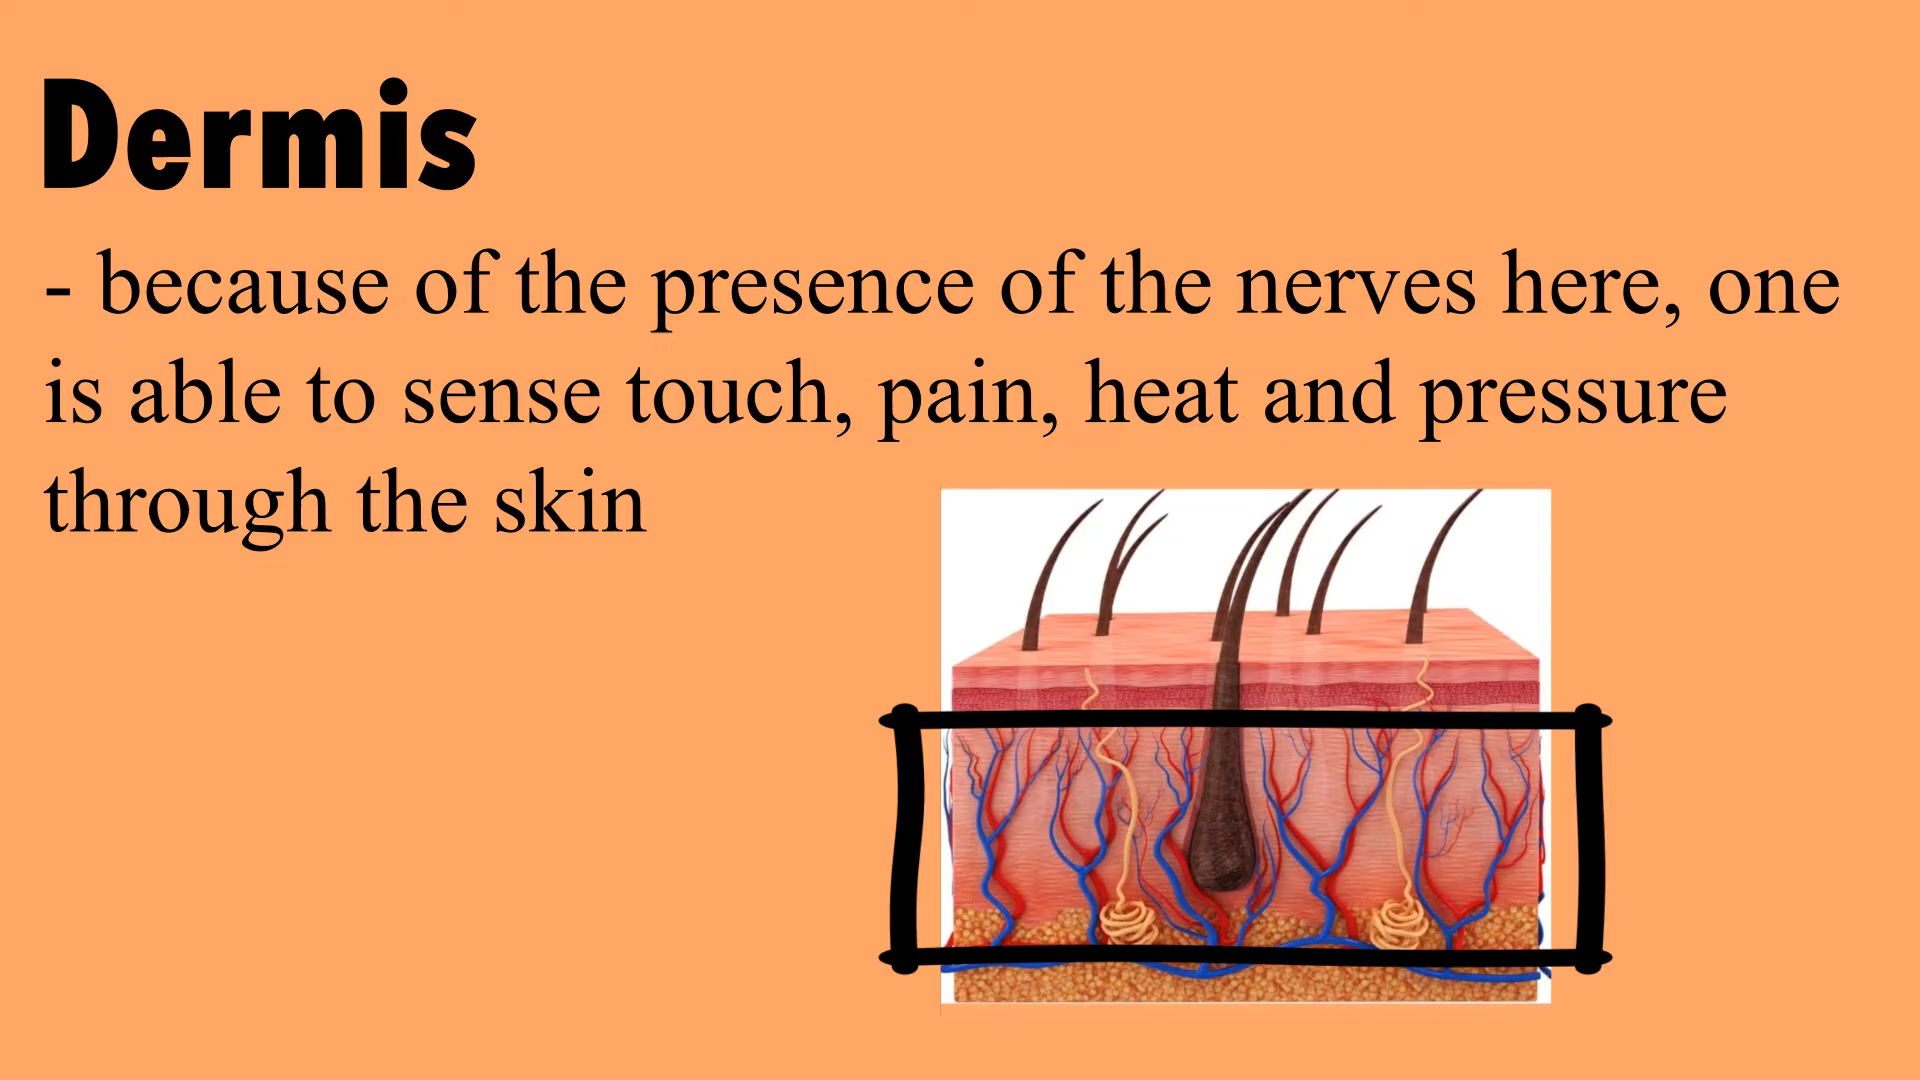 Dermis
- because of the presence of the nerves here, one
is able to sense touch, pain, heat and pressure
through the skin